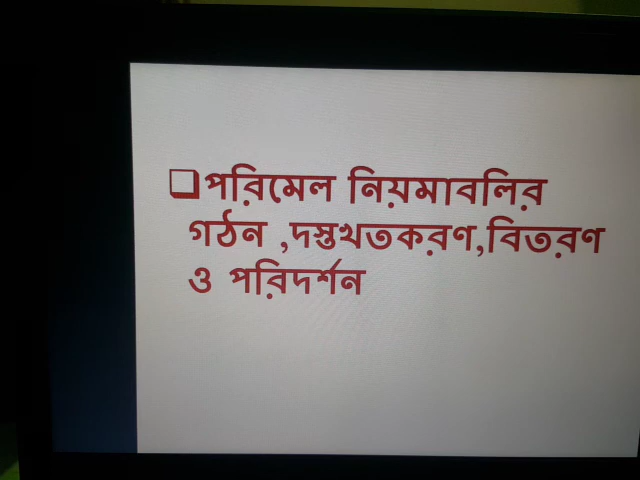 ❑পরিমেল নিয়মাবলির
গঠন ,দস্তখতকরণ,বিতরণ
ও পরিদর্শন